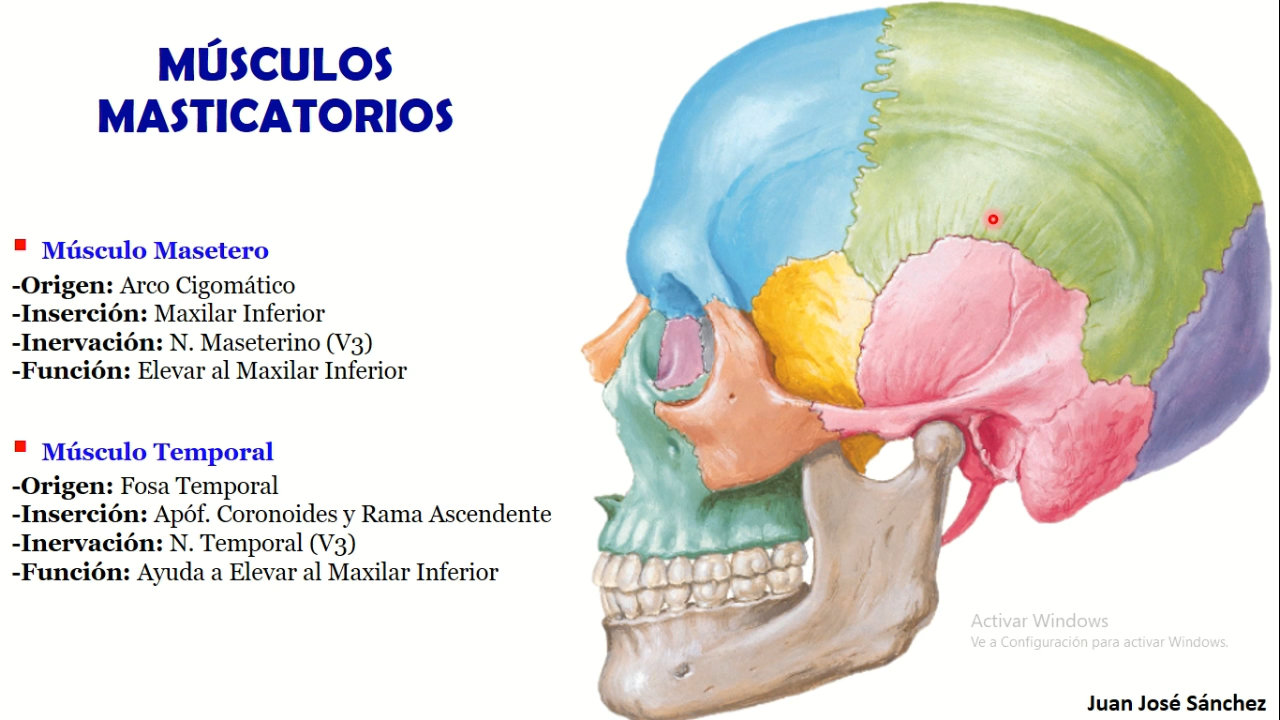 MÚSCULOS
MASTICATORIOS
Músculo Masetero
-Origen: Arco Cigomático
-Inserción: Maxilar Inferior
-Inervación: N. Maseterino (V3)
-Función: Elevar al Maxilar Inferior
Músculo Temporal
-Origen: Fosa Temporal
-Inserción: Apóf. Coronoides y Rama Ascendente
-Inervación: N. Temporal (V3)
-Función: Ayuda a Elevar al Maxilar Inferior
Activar Windows
Ve a Configuración para activar Windows.
Juan José Sánchez